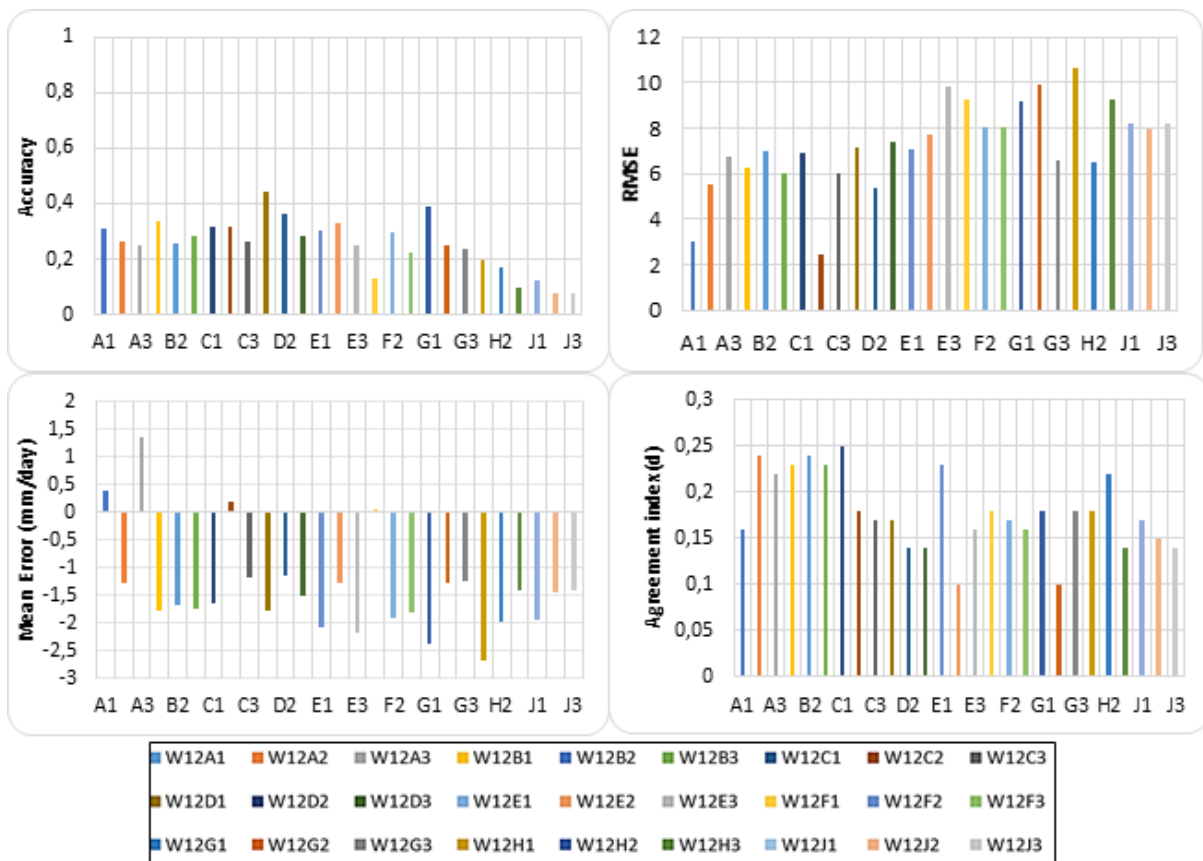 Accuracy
1
0,8
0,6
0,4
0,2
0
A1 A3 B2 C1 C3 D2 E1 E3 F2 G1 G3 H2 J1 J3
RMSE
12
10
8
6
4
2
0
A1 A3 B2 C1 C3 D2 E1 E3 F2 G1 G3 H2 J1 J3
Mean Error (mm/day)
2
1,5
1
0,5
0
-0,5
-1
-1,5
-2
-2,5
-3
A1 A3 B2 C1 C3 D2 E1 E3 F2 G1 G3 H2 J1 J3
Agreement index(d)
0,3
0,25
0,2
0,15
0,1
0,05
0
A1 A3 B2 C1 C3 D2 E1 E3 F2 G1 G3 H2 J1 J3
W12A1 W12A2 W12A3 W12B1 W12B2 W12B3 W12C1 W12C2 W12C3
W12D1 W12D2 W12D3 W12E1 W12E2 W12E3 W12F1 W12F2 W12F3
W12G1 W12G2 W12G3 W12H1 W12H2 W12H3 W12J1 W12J2 W12J3